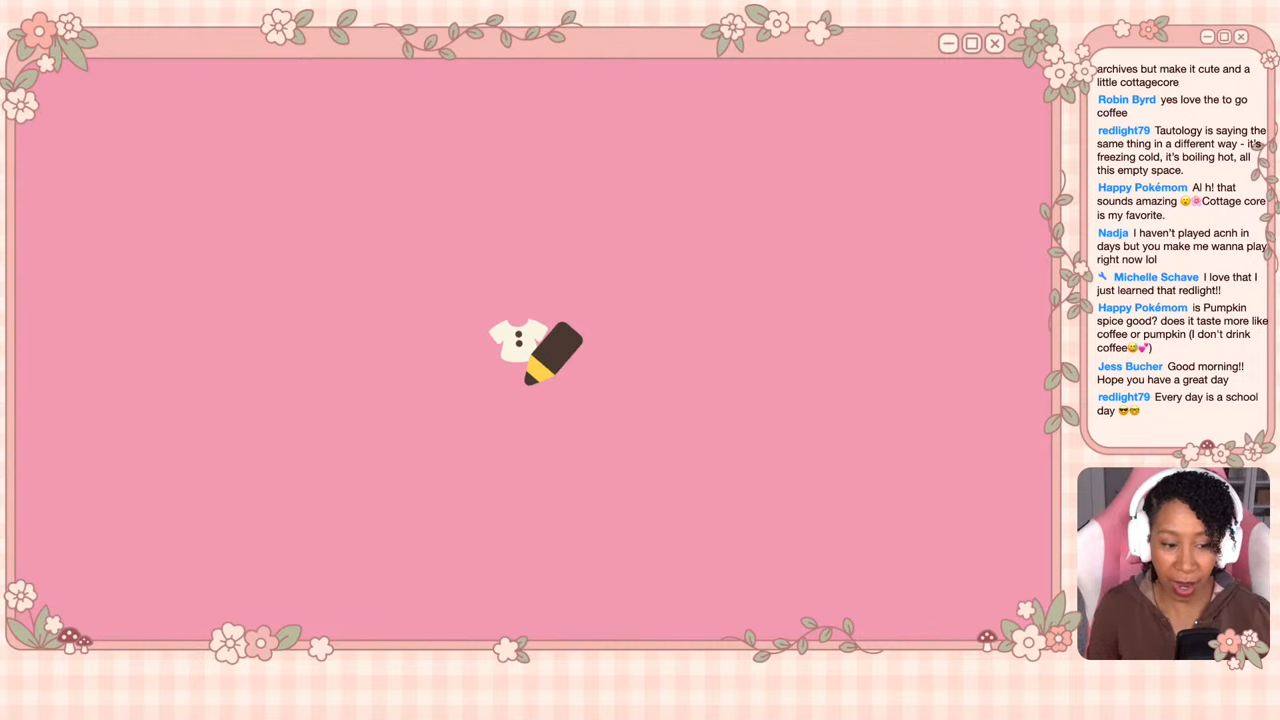 archives but make it cute and a
little cottagecore
Robin Byrd yes love the to go
coffee
redlight79 Tautology is saying the
same thing in a different way - it's
freezing cold, it's boiling hot, all
this empty space.
Happy Pokémom Al h! that
sounds amazing 😮🌸Cottage core
is my favorite.
Nadja I haven't played acnh in
days but you make me wanna play
right now lol
Michelle Schave I love that I
just learned that redlight!!
Happy Pokémom is Pumpkin
spice good? does it taste more like
coffee or pumpkin (I don't drink
coffee😅💕)
Jess Bucher Good morning!!
Hope you have a great day
redlight79 Every day is a school
day 😎🤓